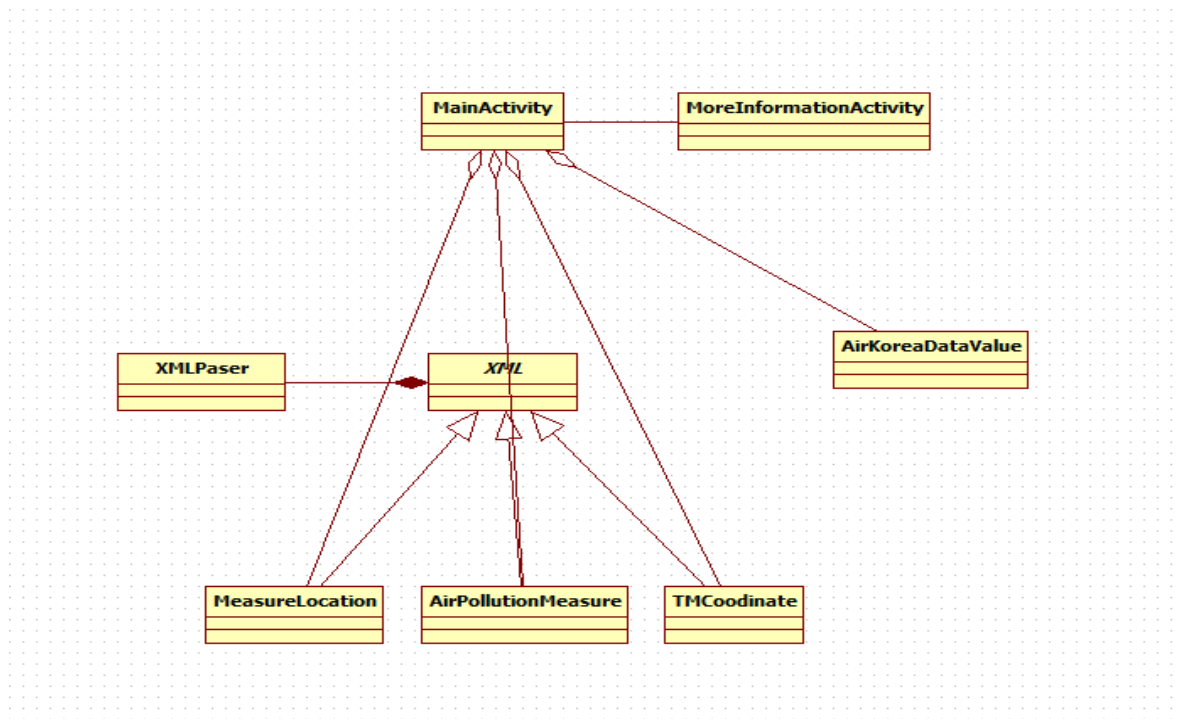 MainActivity
MoreInformationActivity
AirKoreaDataValue
XMLPaser
XML
MeasureLocation
AirPollutionMeasure
TMCoodinate